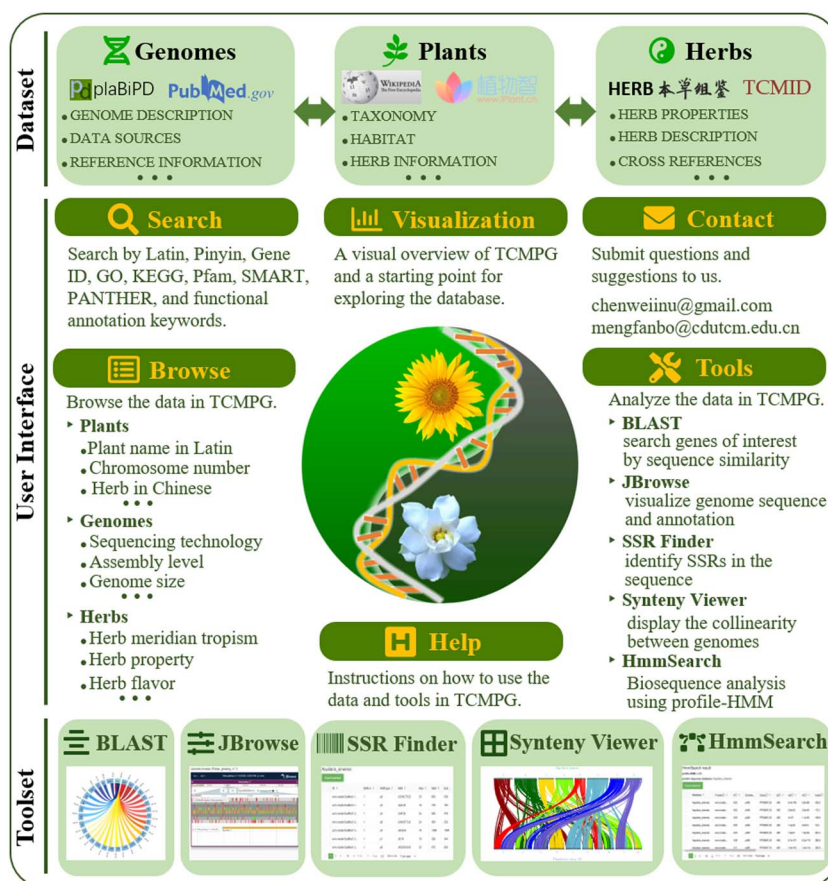 Dataset
Genomes
plaBiPD PubMed.gov
• GENOME DESCRIPTION
• DATA SOURCES
• REFERENCE INFORMATION
• • •
Plants
WIKIPEDIA
The Free Encyclopedia
植物智
www.iPlant.cn
• TAXONOMY
• HABITAT
• HERB INFORMATION
• • •
Herbs
HERB 本草组鉴 TCMID
• HERB PROPERTIES
• HERB DESCRIPTION
• CROSS REFERENCES
• • •
User Interface
Search
Search by Latin, Pinyin, Gene
ID, GO, KEGG, Pfam, SMART,
PANTHER, and functional
annotation keywords.
Visualization
A visual overview of TCMPG
and a starting point for
exploring the database.
Contact
Submit questions and
suggestions to us.
chenweiinu@gmail.com
mengfanbo@cdutcm.edu.cn
Browse
Browse the data in TCMPG.
‣ Plants
•Plant name in Latin
• Chromosome number
• Herb in Chinese
• • •
‣ Genomes
• Sequencing technology
• Assembly level
• Genome size
• • •
‣ Herbs
• Herb meridian tropism
• Herb property
• Herb flavor
• • •
Help
Instructions on how to use the
data and tools in TCMPG.
Tools
Analyze the data in TCMPG.
‣ BLAST
search genes of interest
by sequence similarity
‣ JBrowse
visualize genome sequence
and annotation
‣ SSR Finder
identify SSRs in the
sequence
‣ Synteny Viewer
display the collinearity
between genomes
‣ HmmSearch
Biosequence analysis
using profile-HMM
Toolset
BLAST
JBrowse
SSR Finder
Synteny Viewer
HmmSearch